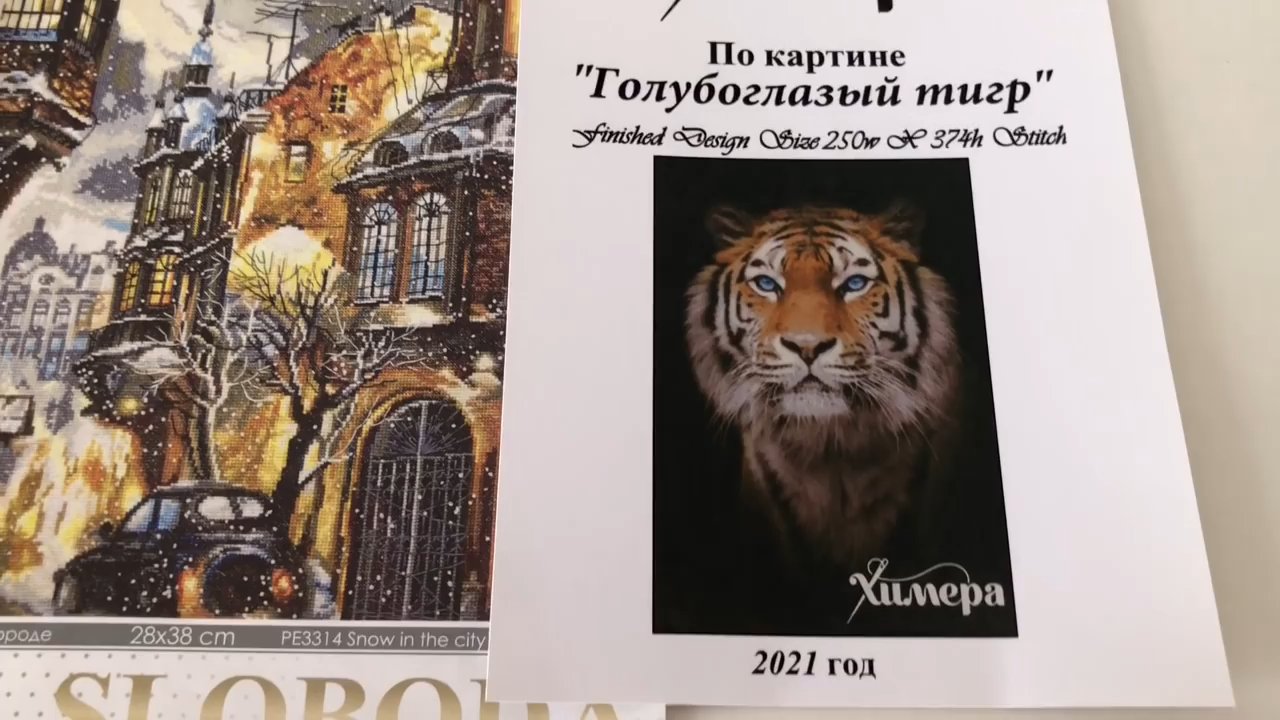 По картине
"Голубоглазый тигр"
Finished Design Size 250w X 374h Stitch
Химера
2021 год
28x38 cm
PE3314 Snow in the city